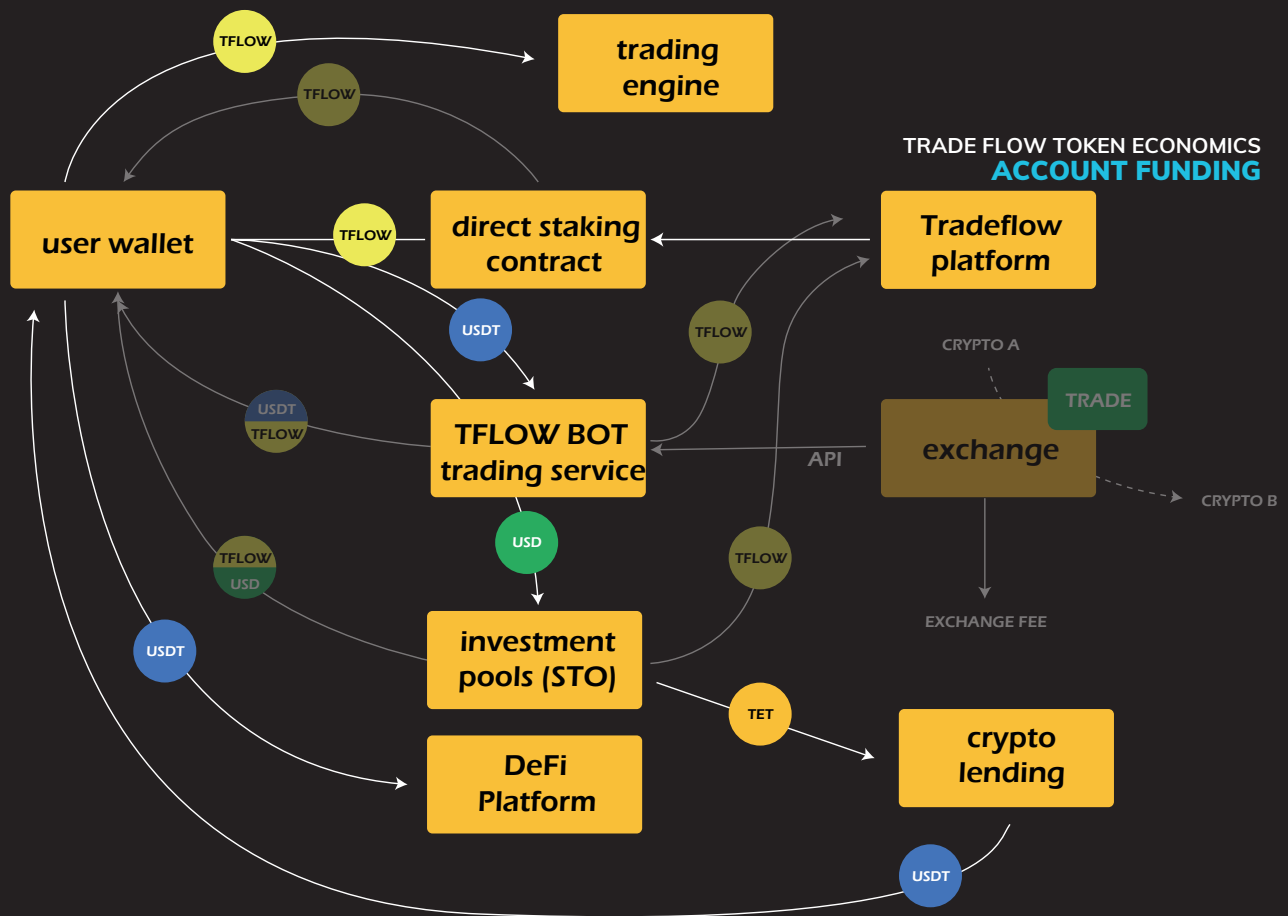 TFLOW
trading
engine
TFLOW
TRADE FLOW TOKEN ECONOMICS
ACCOUNT FUNDING
user wallet
TFLOW
direct staking
contract
Tradeflow
platform
USDT
TFLOW
CRYPTO A
TRADE
USDT
TFLOW
TFLOW BOT
trading service
API
exchange
CRYPTO B
USD
TFLOW
USD
TFLOW
EXCHANGE FEE
USDT
investment
pools (STO)
TET
crypto
lending
DeFi
Platform
USDT